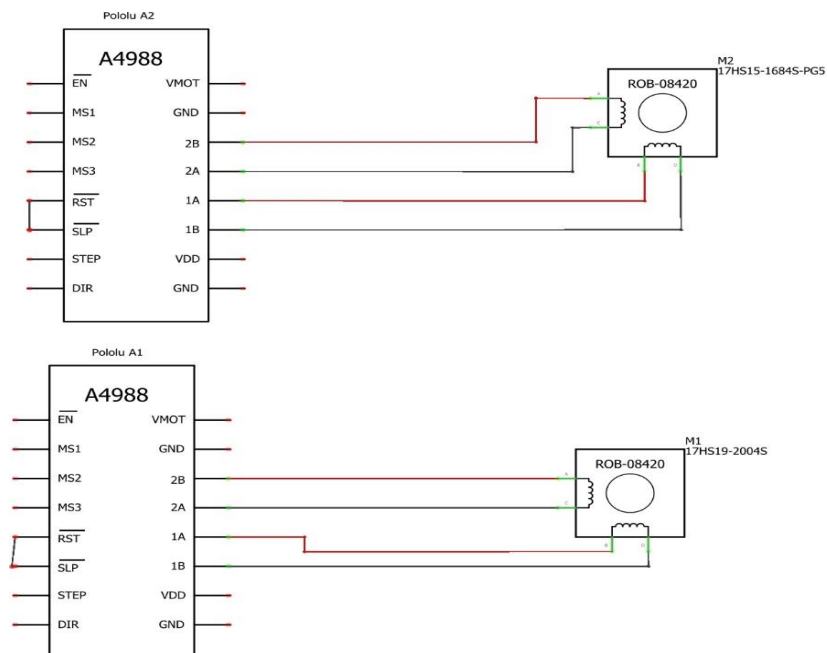 Pololu A2
A4988
EN VMOT
MS1 GND
MS2 2B
MS3 2A
RST 1A
SLP 1B
STEP VDD
DIR GND
M2
17HS15-1684S-PG5
ROB-08420
A
C
B D
Pololu A1
A4988
EN VMOT
MS1 GND
MS2 2B
MS3 2A
RST 1A
SLP 1B
STEP VDD
DIR GND
M1
17HS19-2004S
ROB-08420
A
C
B D